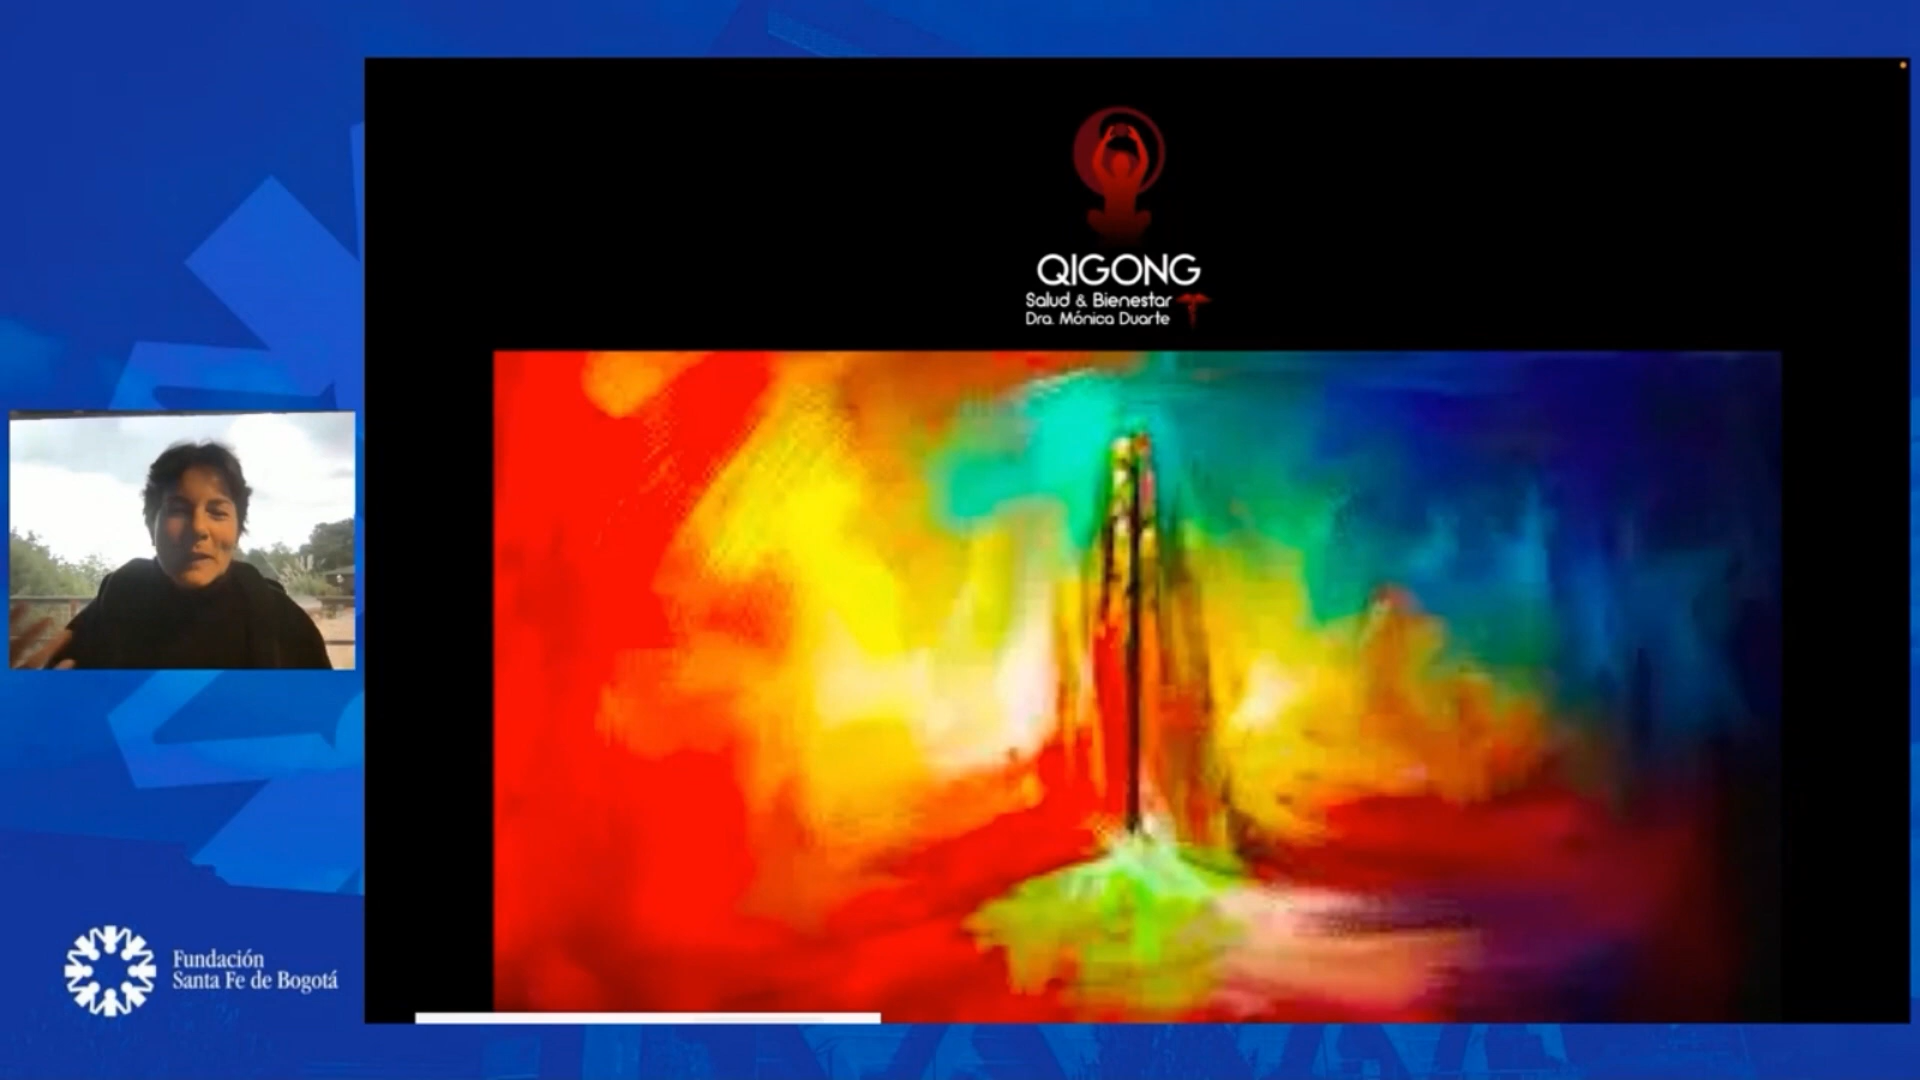 QIGONG
Salud & Bienestar
Dra. Mónica Duarte
Fundación
Santa Fe de Bogotá